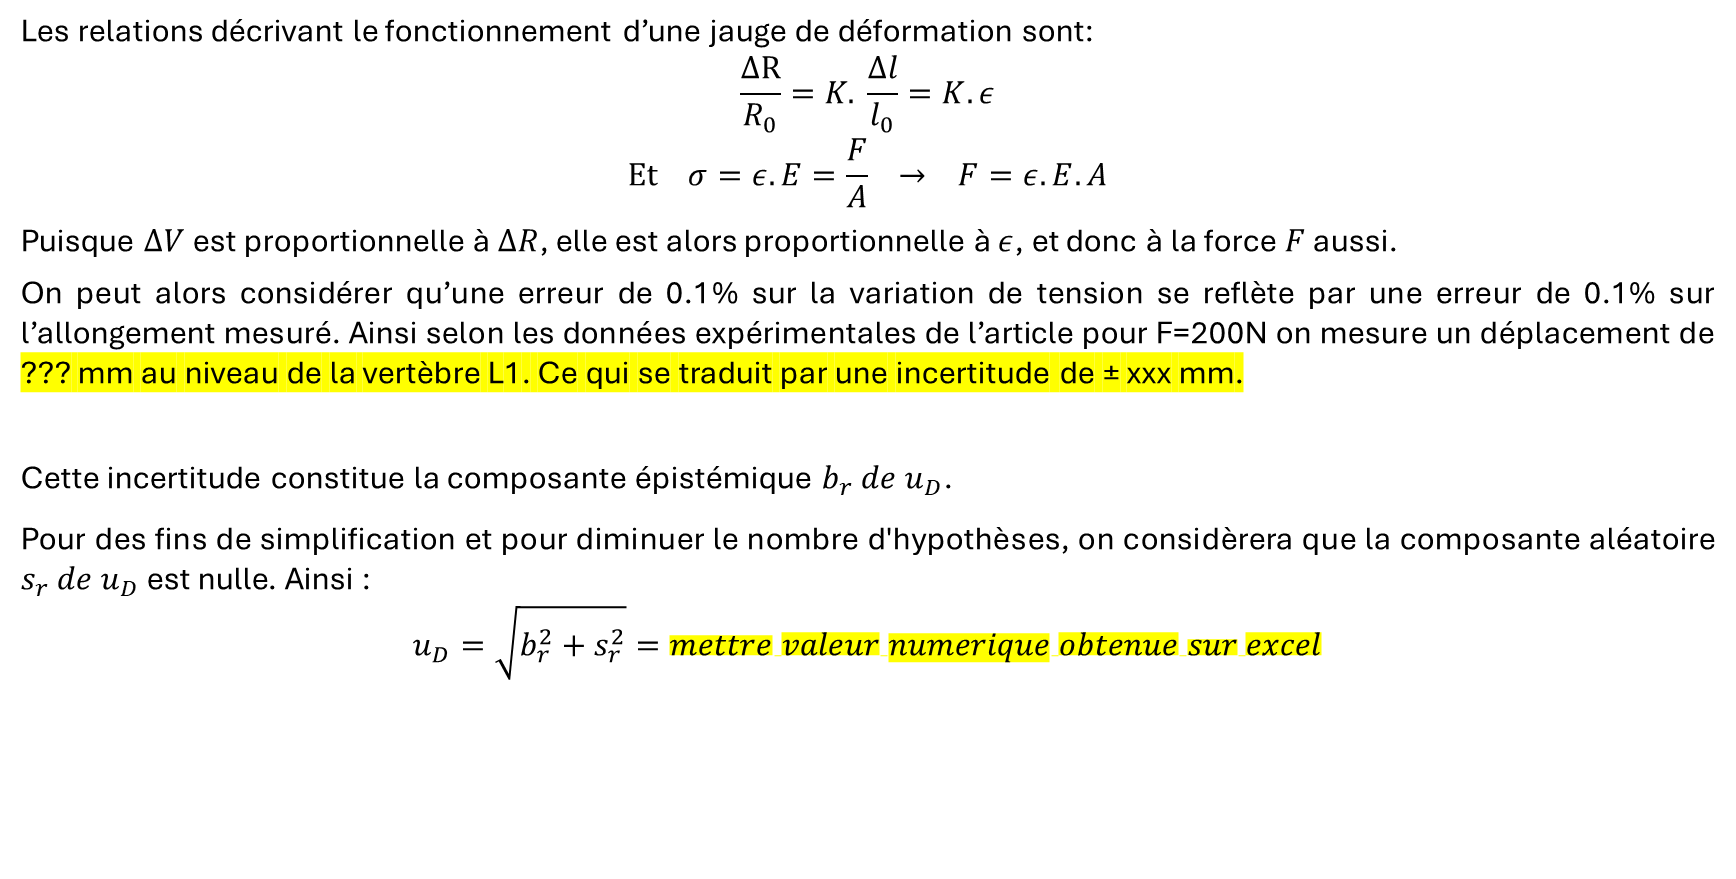 Les relations décrivant le fonctionnement d’une jauge de déformation sont:
ΔR/R₀ = K. Δl/l₀ = K. ϵ
Et σ = ϵ. E = F/A → F = ϵ. E. A
Puisque ΔV est proportionnelle à ΔR, elle est alors proportionnelle à ϵ, et donc à la force F aussi.
On peut alors considérer qu’une erreur de 0.1% sur la variation de tension se reflète par une erreur de 0.1% sur
l’allongement mesuré. Ainsi selon les données expérimentales de l’article pour F=200N on mesure un déplacement de
??? mm au niveau de la vertèbre L1. Ce qui se traduit par une incertitude de ± xxx mm.
Cette incertitude constitue la composante épistémique bᵣ de u_D.
Pour des fins de simplification et pour diminuer le nombre d'hypothèses, on considèrera que la composante aléatoire
sᵣ de u_D est nulle. Ainsi :
u_D = √(bᵣ² + sᵣ²) = mettre valeur numerique obtenue sur excel